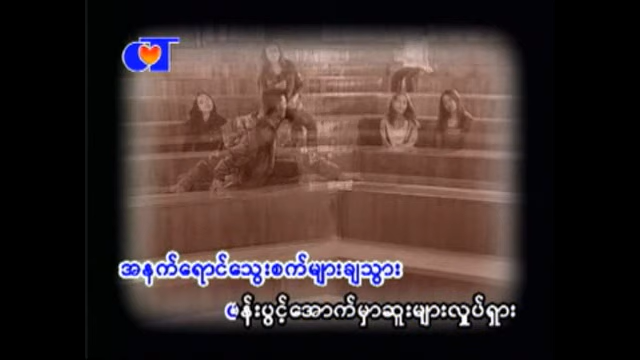 CT
အနက်ရောင်သွေးစက်များချသွား
ပန်းပွင့်အောက်မှာဆူးများလှုပ်ရှား